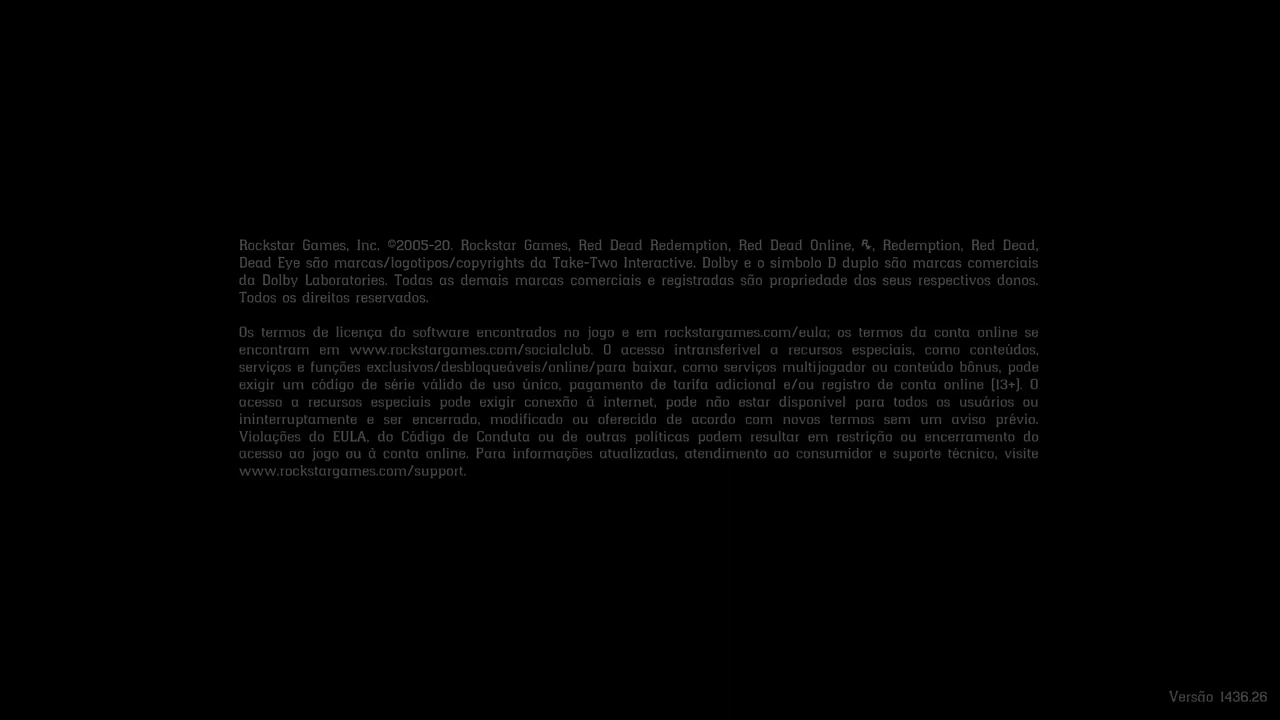 Rockstar Games, Inc. ©2005-20. Rockstar Games, Red Dead Redemption, Red Dead Online, R*, Redemption, Red Dead,
Dead Eye são marcas/logotipos/copyrights da Take-Two Interactive. Dolby e o símbolo D duplo são marcas comerciais
da Dolby Laboratories. Todas as demais marcas comerciais e registradas são propriedade dos seus respectivos donos.
Todos os direitos reservados.
Os termos de licença do software encontrados no jogo e em rockstargames.com/eula; os termos da conta online se
encontram em www.rockstargames.com/socialclub. O acesso intransferível a recursos especiais, como conteúdos,
serviços e funções exclusivos/desbloqueáveis/online/para baixar, como serviços multijogador ou conteúdo bônus, pode
exigir um código de série válido de uso único, pagamento de tarifa adicional e/ou registro de conta online (13+). O
acesso a recursos especiais pode exigir conexão à internet, pode não estar disponível para todos os usuários ou
ininterruptamente e ser encerrado, modificado ou oferecido de acordo com novos termos sem um aviso prévio.
Violações do EULA, do Código de Conduta ou de outras políticas podem resultar em restrição ou encerramento do
acesso ao jogo ou à conta online. Para informações atualizadas, atendimento ao consumidor e suporte técnico, visite
www.rockstargames.com/support.
Versão 1436.26